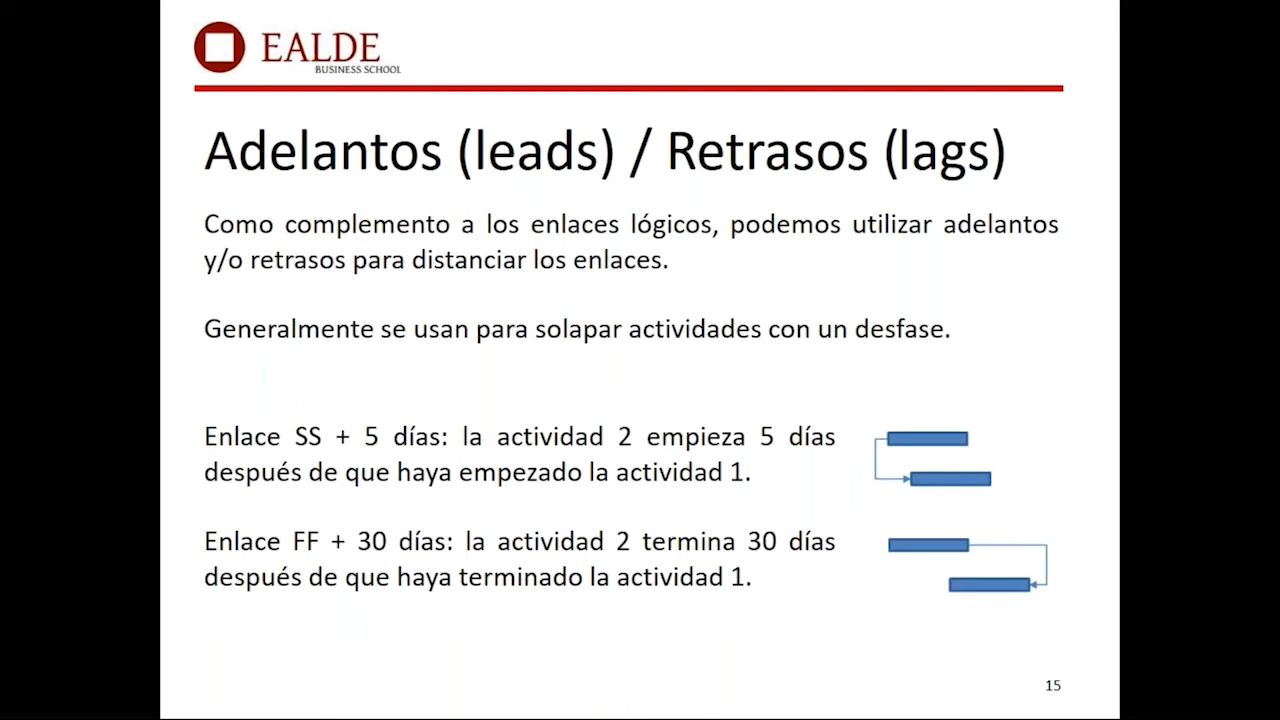 EALDE
BUSINESS SCHOOL
Adelantos (leads) / Retrasos (lags)
Como complemento a los enlaces lógicos, podemos utilizar adelantos
y/o retrasos para distanciar los enlaces.
Generalmente se usan para solapar actividades con un desfase.
Enlace SS + 5 días: la actividad 2 empieza 5 días
después de que haya empezado la actividad 1.
Enlace FF + 30 días: la actividad 2 termina 30 días
después de que haya terminado la actividad 1.
15